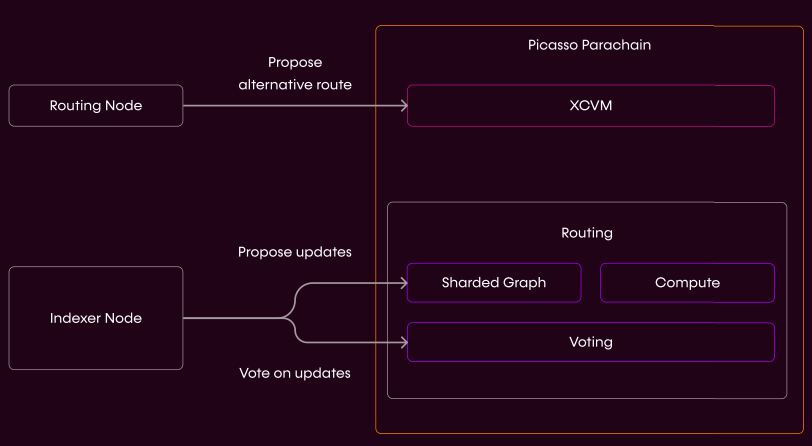 Picasso Parachain
Propose
alternative route
Routing Node
XCVM
Routing
Propose updates
Sharded Graph
Compute
Indexer Node
Voting
Vote on updates